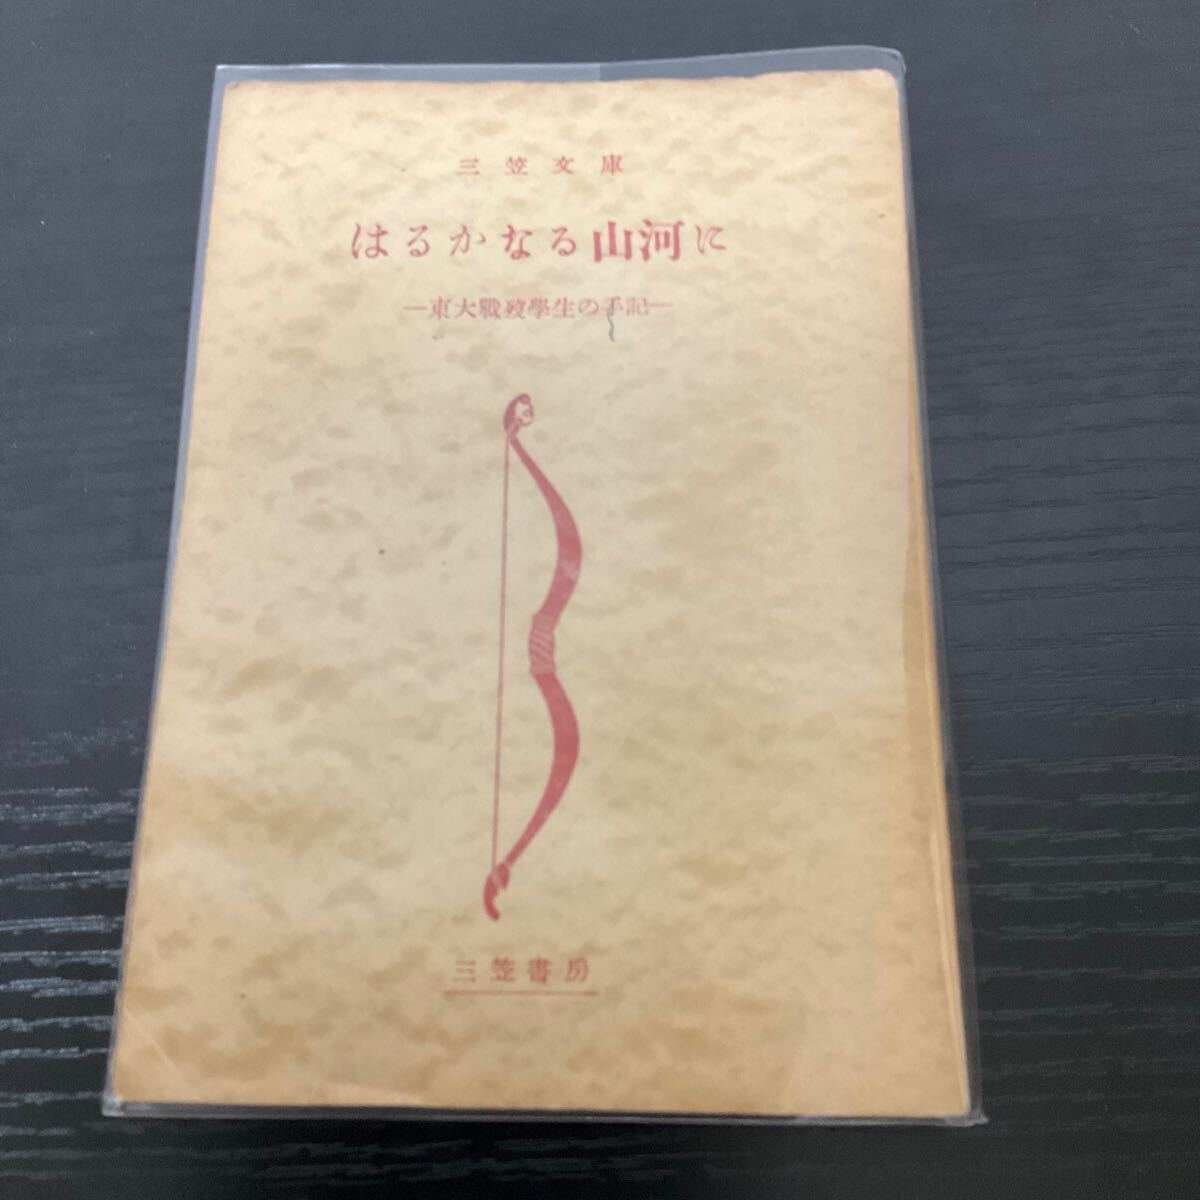 三笠文庫
はるかなる山河に
―東大戰歿學生の手記―
三笠書房